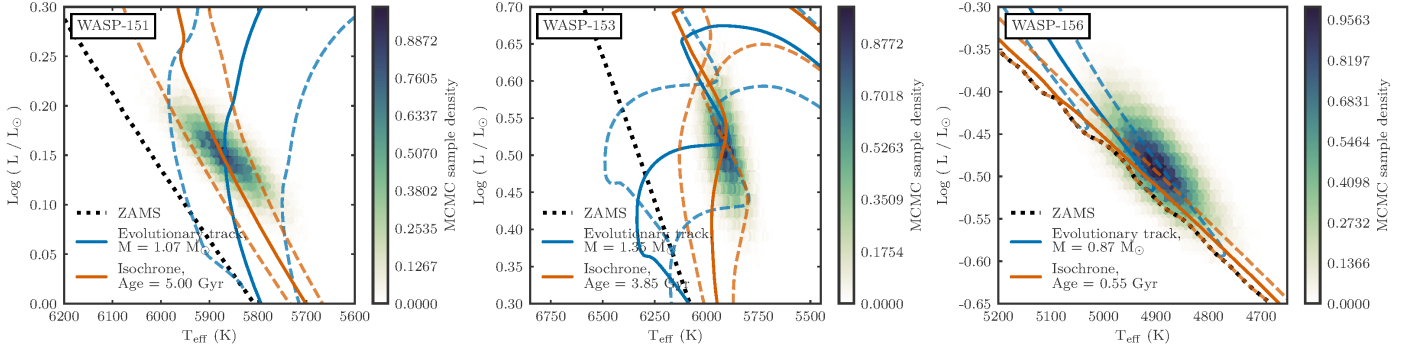 WASP-151
0.30
0.25
0.20
0.15
0.10
0.05
0.00
Log ( L / L⊙ )
ZAMS
Evolutionary track,
M = 1.07 M⊙
Isochrone,
Age = 5.00 Gyr
6200 6100 6000 5900 5800 5700 5600
Teff (K)
0.8872
0.7605
0.6337
0.5070
0.3802
0.2535
0.1267
0.0000
MCMC sample density
WASP-153
0.70
0.65
0.60
0.55
0.50
0.45
0.40
0.35
0.30
Log ( L / L⊙ )
ZAMS
Evolutionary track,
M = 1.35 M⊙
Isochrone,
Age = 3.85 Gyr
6750 6500 6250 6000 5750 5500
Teff (K)
0.8772
0.7018
0.5263
0.3509
0.1754
0.0000
MCMC sample density
WASP-156
-0.30
-0.35
-0.40
-0.45
-0.50
-0.55
-0.60
-0.65
Log ( L / L⊙ )
ZAMS
Evolutionary track,
M = 0.87 M⊙
Isochrone,
Age = 0.55 Gyr
5200 5100 5000 4900 4800 4700
Teff (K)
0.9563
0.8197
0.6831
0.5464
0.4098
0.2732
0.1366
0.0000
MCMC sample density